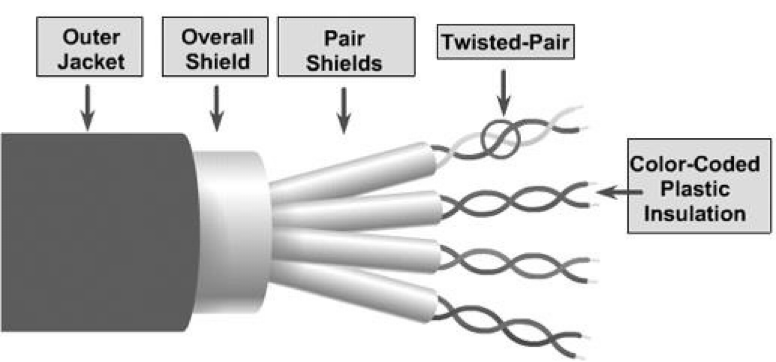 Outer
Jacket
Overall
Shield
Pair
Shields
Twisted-Pair
Color-Coded
Plastic
Insulation